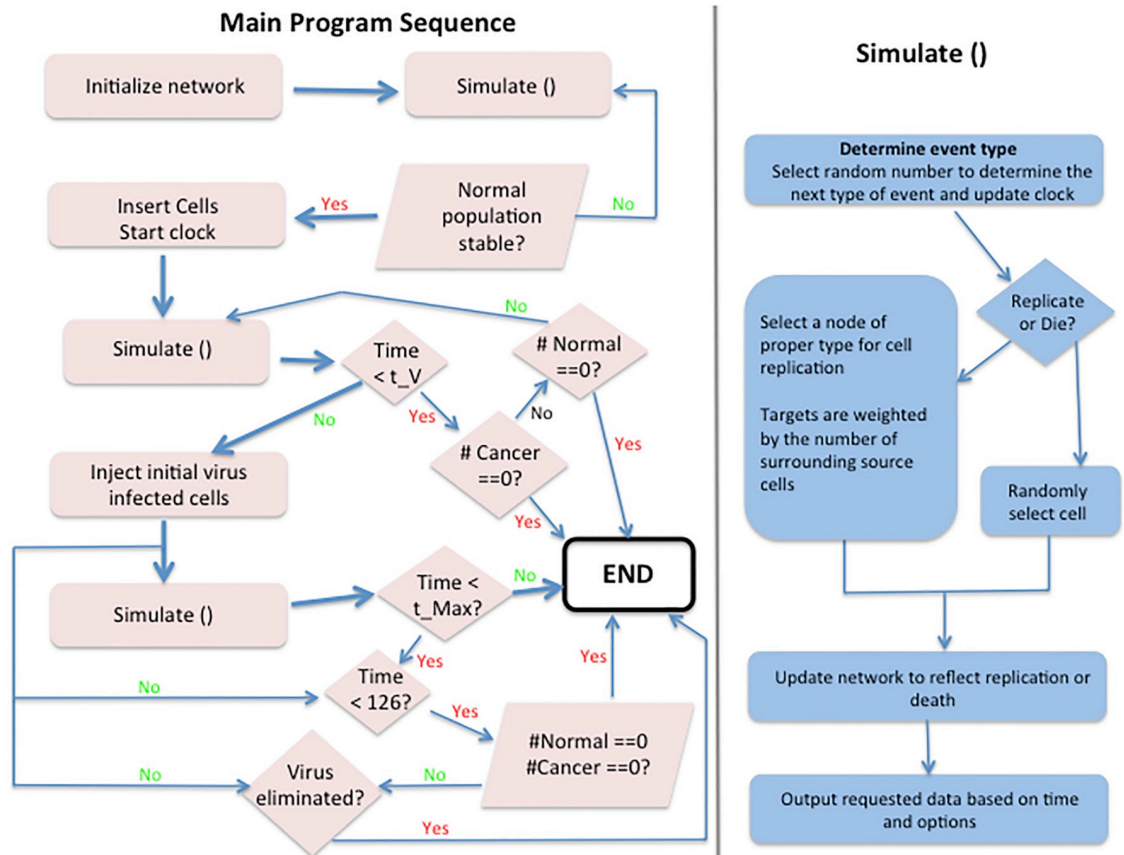 Main Program Sequence
Initialize network
Simulate ()
Normal
population
stable?
No
Yes
Insert Cells
Start clock
Simulate ()
No
Time
< t_V
# Normal
==0?
No
Yes
No
Yes
Inject initial virus
infected cells
# Cancer
==0?
Yes
END
Simulate ()
Time <
t_Max?
No
Yes
Yes
Time
< 126?
No
Yes
#Normal ==0
#Cancer ==0?
No
Virus
eliminated?
No
Yes
Simulate ()
Determine event type
Select random number to determine the
next type of event and update clock
Replicate
or Die?
Select a node of
proper type for cell
replication
Targets are weighted
by the number of
surrounding source
cells
Randomly
select cell
Update network to reflect replication or
death
Output requested data based on time
and options